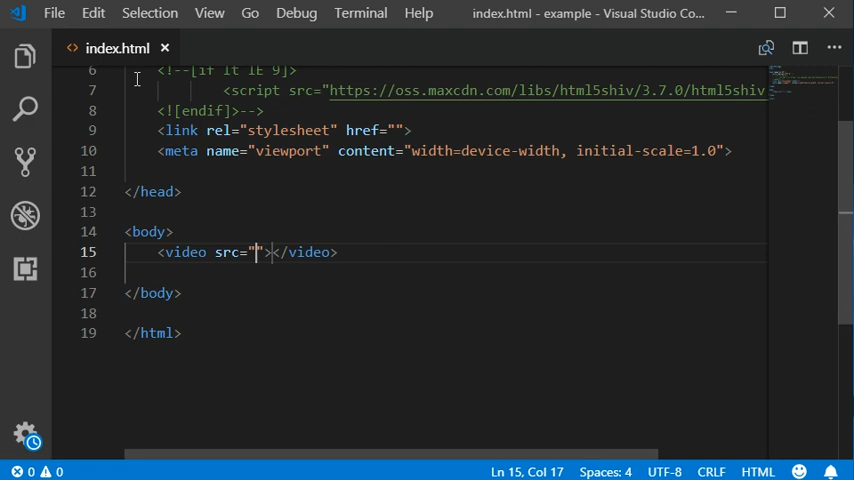 File Edit Selection View Go Debug Terminal Help index.html - example - Visual Studio Co...
<> index.html ×
6 <!--[if lt IE 9]>
7 <script src="https://oss.maxcdn.com/libs/html5shiv/3.7.0/html5shiv
8 <![endif]>-->
9 <link rel="stylesheet" href="">
10 <meta name="viewport" content="width=device-width, initial-scale=1.0">
11
12 </head>
13
14 <body>
15 <video src=""></video>
16
17 </body>
18
19 </html>
0 0 Ln 15, Col 17 Spaces: 4 UTF-8 CRLF HTML